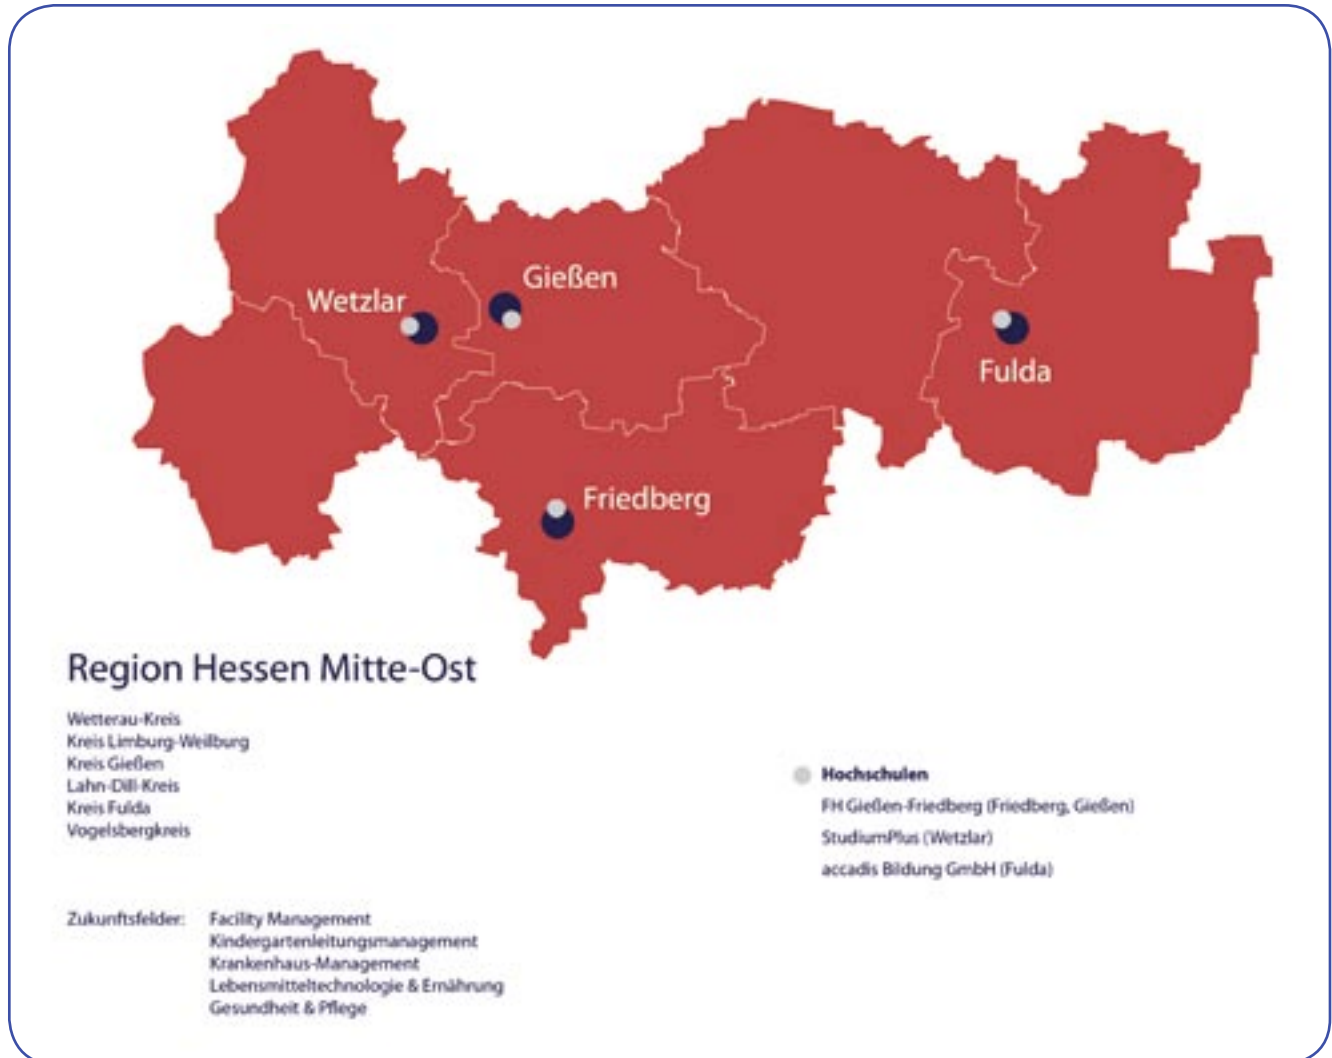 Gießen
Wetzlar
Fulda
Friedberg
Region Hessen Mitte-Ost
Wetterau-Kreis
Kreis Limburg-Weilburg
Kreis Gießen
Lahn-Dill-Kreis
Kreis Fulda
Vogelsbergkreis
Hochschulen
FH Gießen-Friedberg (Friedberg, Gießen)
StudiumPlus (Wetzlar)
accadis Bildung GmbH (Fulda)
Zukunftsfelder: Facility Management
Kindergartenleitungsmanagement
Krankenhaus-Management
Lebensmitteltechnologie & Ernährung
Gesundheit & Pflege